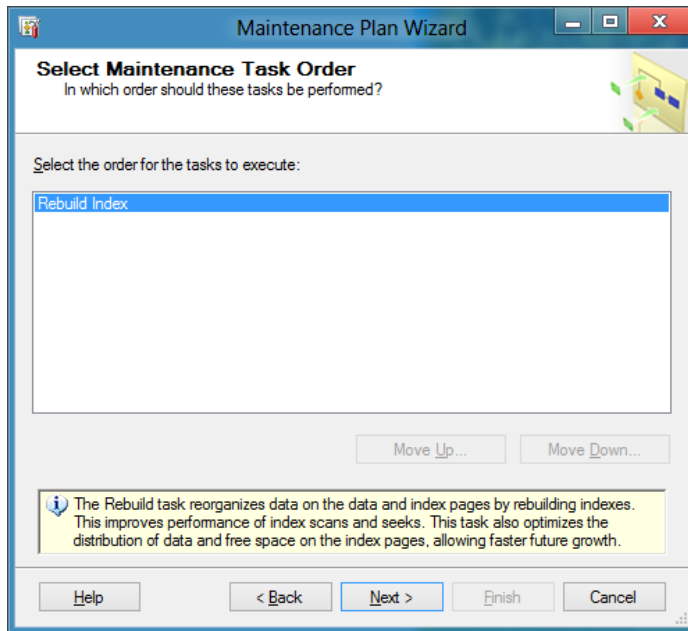 Maintenance Plan Wizard
Select Maintenance Task Order
In which order should these tasks be performed?
Select the order for the tasks to execute:
Rebuild Index
Move Up...
Move Down...
The Rebuild task reorganizes data on the data and index pages by rebuilding indexes.
This improves performance of index scans and seeks. This task also optimizes the
distribution of data and free space on the index pages, allowing faster future growth.
Help
< Back
Next >
Finish
Cancel